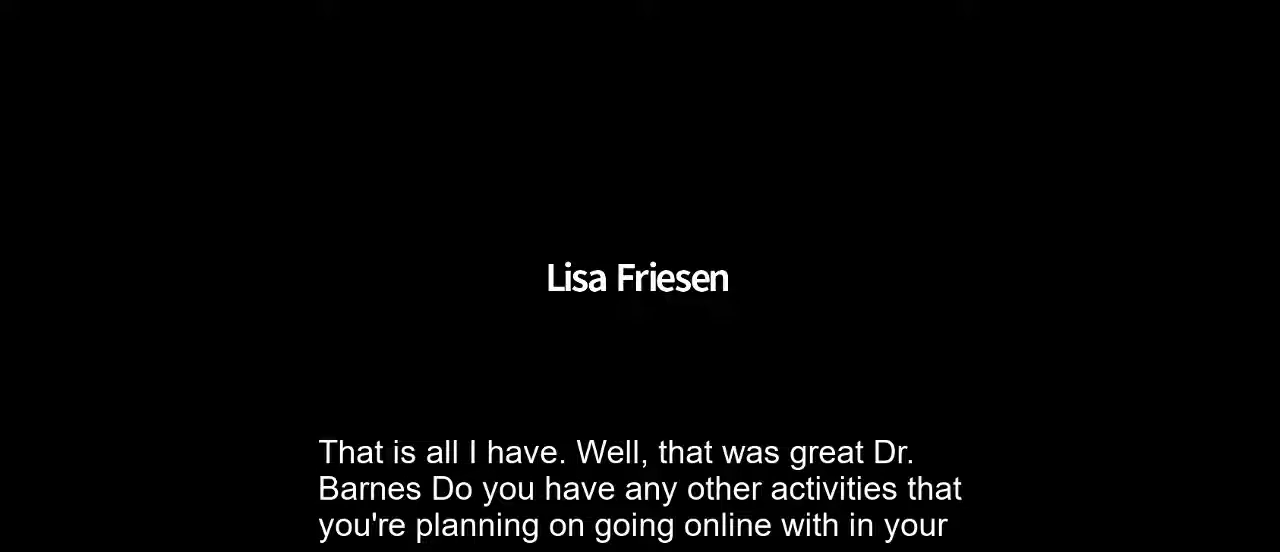 Lisa Friesen
That is all I have. Well, that was great Dr.
Barnes Do you have any other activities that
you're planning on going online with in your